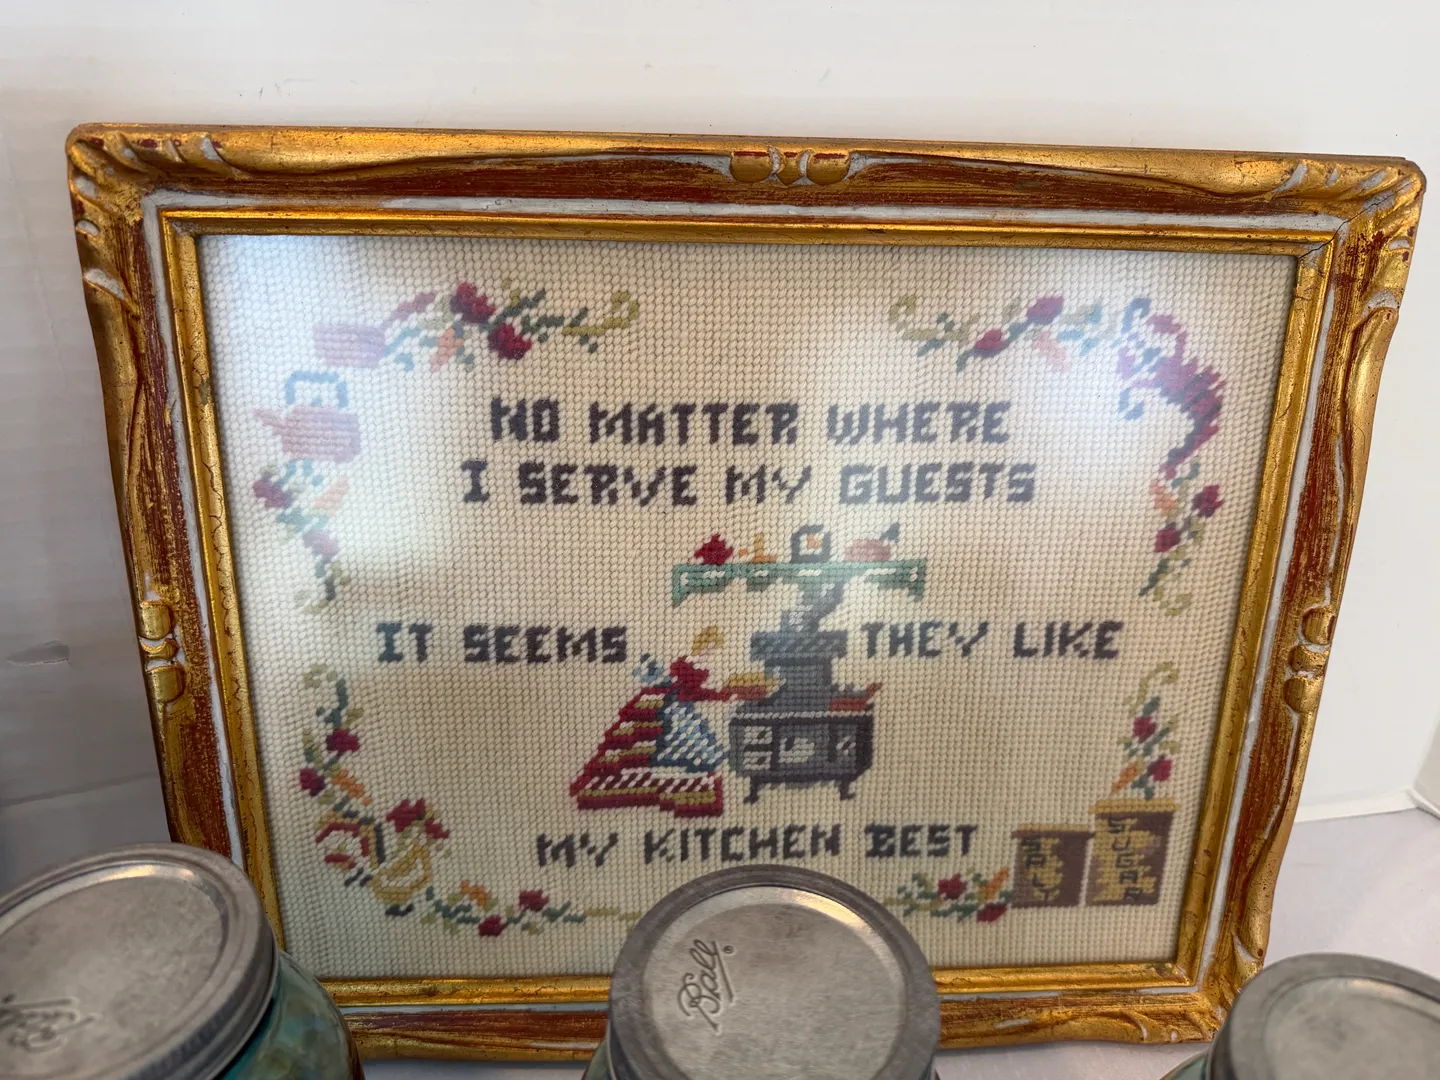 NO MATTER WHERE
I SERVE MY GUESTS
IT SEEMS THEY LIKE
MY KITCHEN BEST
SUGAR
Ball®